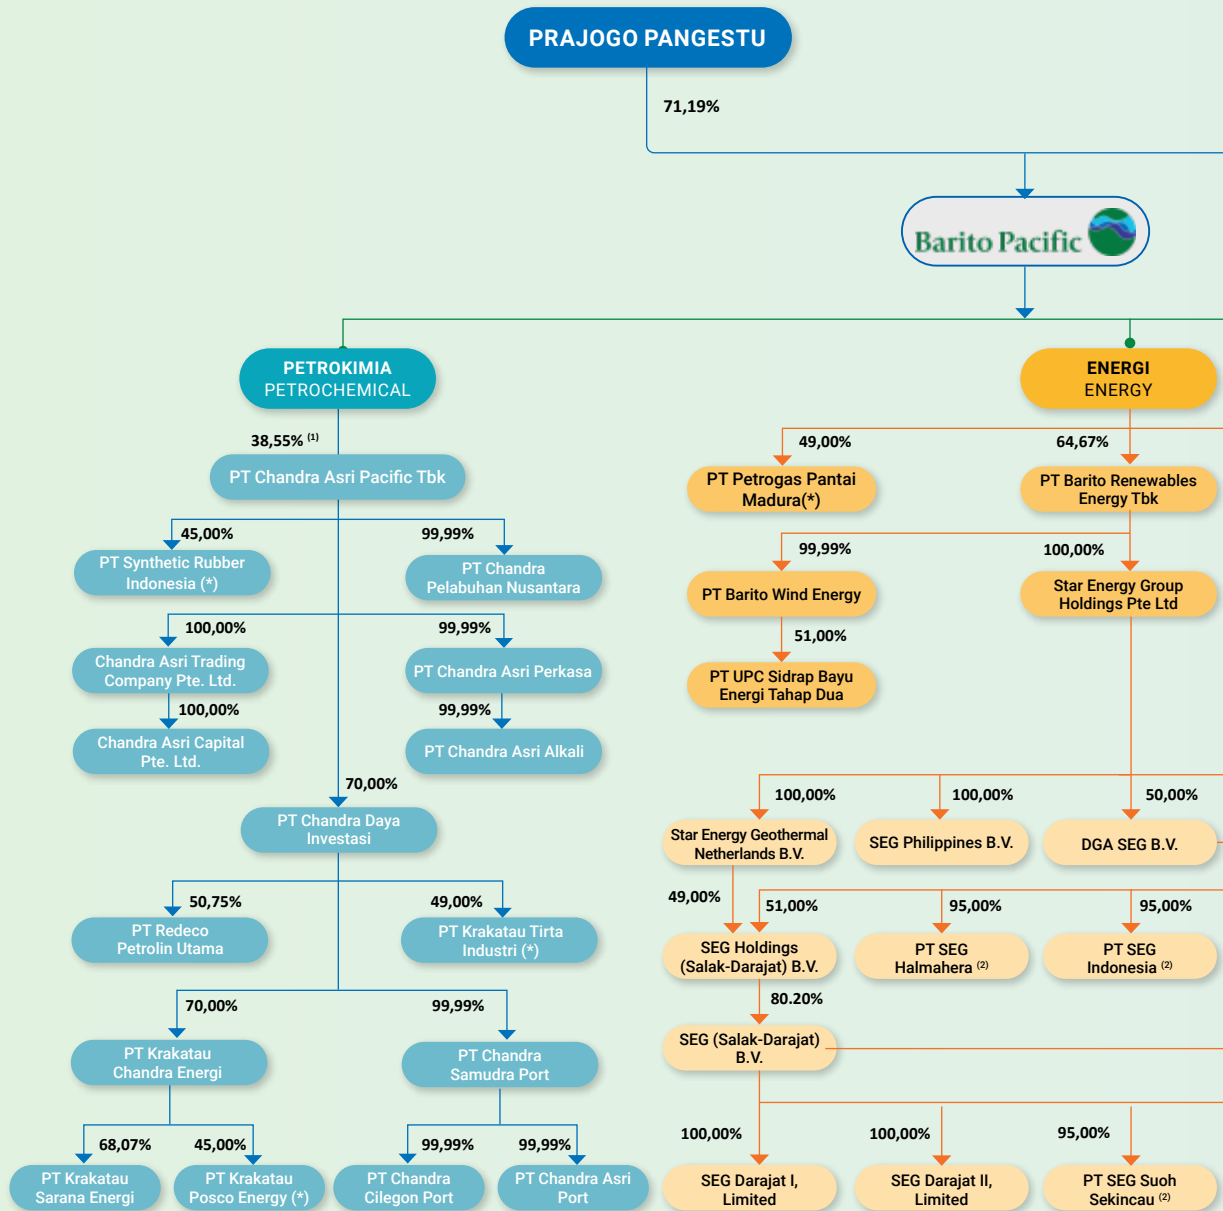 PRAJOGO PANGESTU
71,19%
Barito Pacific
PETROKIMIA
PETROCHEMICAL
38,55% (1)
PT Chandra Asri Pacific Tbk
45,00%
99,99%
PT Synthetic Rubber
Indonesia (*)
PT Chandra
Pelabuhan Nusantara
100,00%
99,99%
Chandra Asri Trading
Company Pte. Ltd.
PT Chandra Asri Perkasa
100,00%
99,99%
Chandra Asri Capital
Pte. Ltd.
PT Chandra Asri Alkali
70,00%
PT Chandra Daya
Investasi
50,75%
49,00%
PT Redeco
Petrolin Utama
PT Krakatau Tirta
Industri (*)
70,00%
99,99%
PT Krakatau
Chandra Energi
PT Chandra
Samudra Port
68,07%
45,00%
99,99%
99,99%
PT Krakatau
Sarana Energi
PT Krakatau
Posco Energy (*)
PT Chandra
Cilegon Port
PT Chandra Asri
Port
ENERGI
ENERGY
49,00%
64,67%
PT Petrogas Pantai
Madura(*)
PT Barito Renewables
Energy Tbk
99,99%
100,00%
PT Barito Wind Energy
Star Energy Group
Holdings Pte Ltd
51,00%
PT UPC Sidrap Bayu
Energi Tahap Dua
100,00%
100,00%
50,00%
Star Energy Geothermal
Netherlands B.V.
SEG Philippines B.V.
DGA SEG B.V.
49,00%
51,00%
95,00%
95,00%
SEG Holdings
(Salak-Darajat) B.V.
PT SEG
Halmahera (2)
PT SEG
Indonesia (2)
80.20%
SEG (Salak-Darajat)
B.V.
100,00%
100,00%
95,00%
SEG Darajat I,
Limited
SEG Darajat II,
Limited
PT SEG Suoh
Sekincau (2)